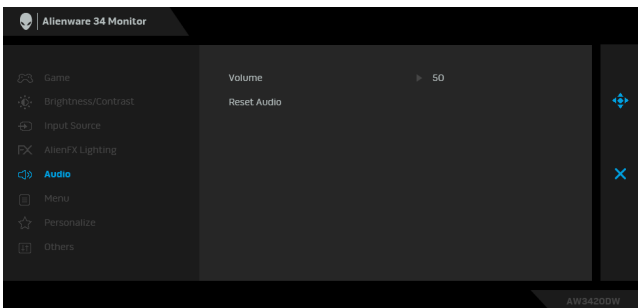 Alienware 34 Monitor
Game
Brightness/Contrast
Input Source
FX AlienFX Lighting
Audio
Menu
Personalize
Others
Volume 50
Reset Audio
AW3420DW